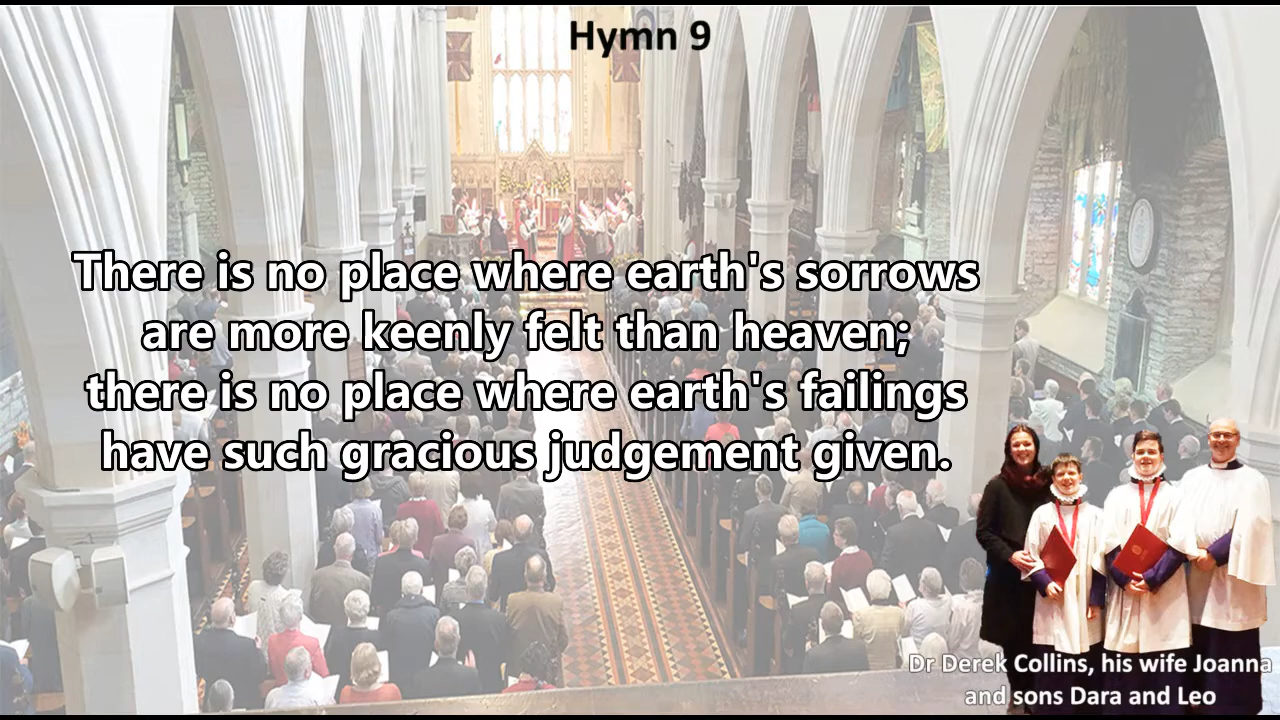 Hymn 9
There is no place where earth's sorrows
are more keenly felt than heaven;
there is no place where earth's failings
have such gracious judgement given.
Dr Derek Collins, his wife Joanna
and sons Dara and Leo